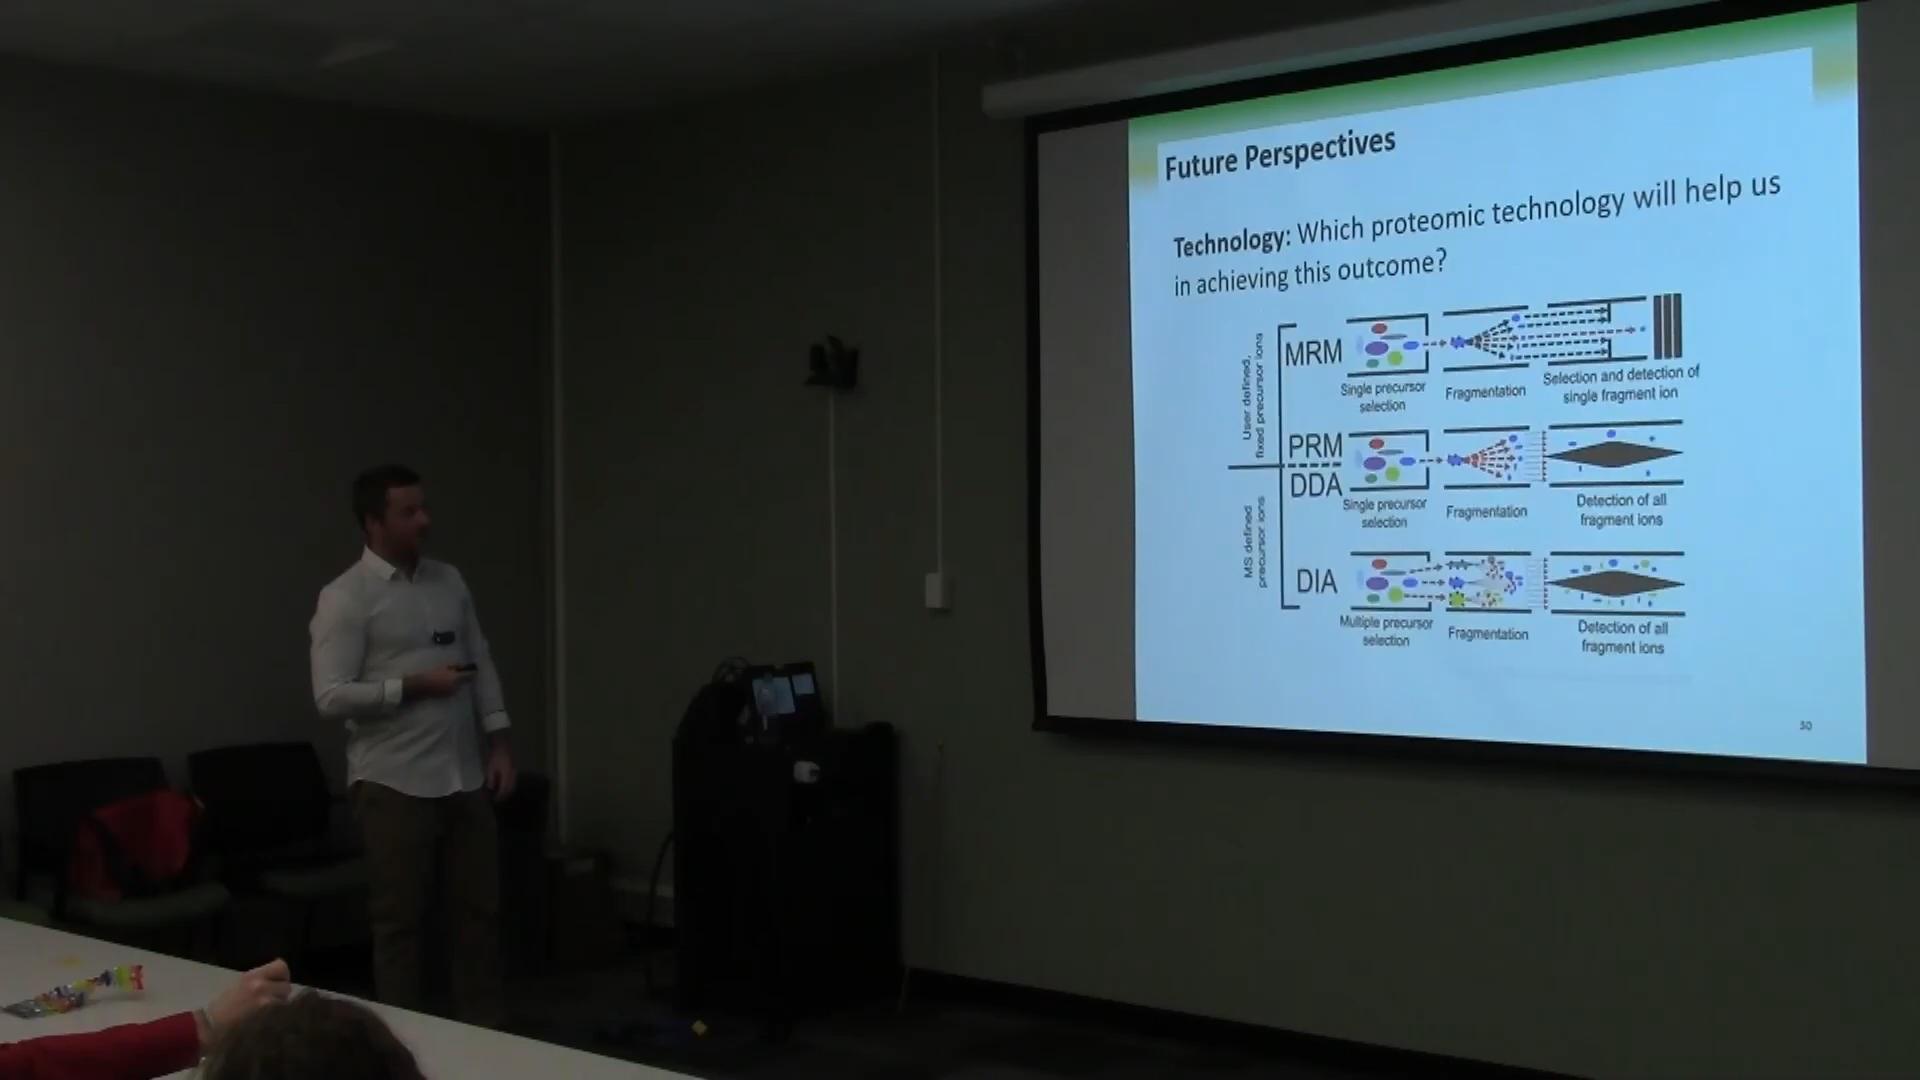 Future Perspectives
Technology: Which proteomic technology will help us
in achieving this outcome?
User defined,
fixed precursor ions
MS defined
precursor ions
MRM
Single precursor
selection
Fragmentation
Selection and detection of
single fragment ion
PRM
DDA
Single precursor
selection
Fragmentation
Detection of all
fragment ions
DIA
Multiple precursor
selection
Fragmentation
Detection of all
fragment ions
30